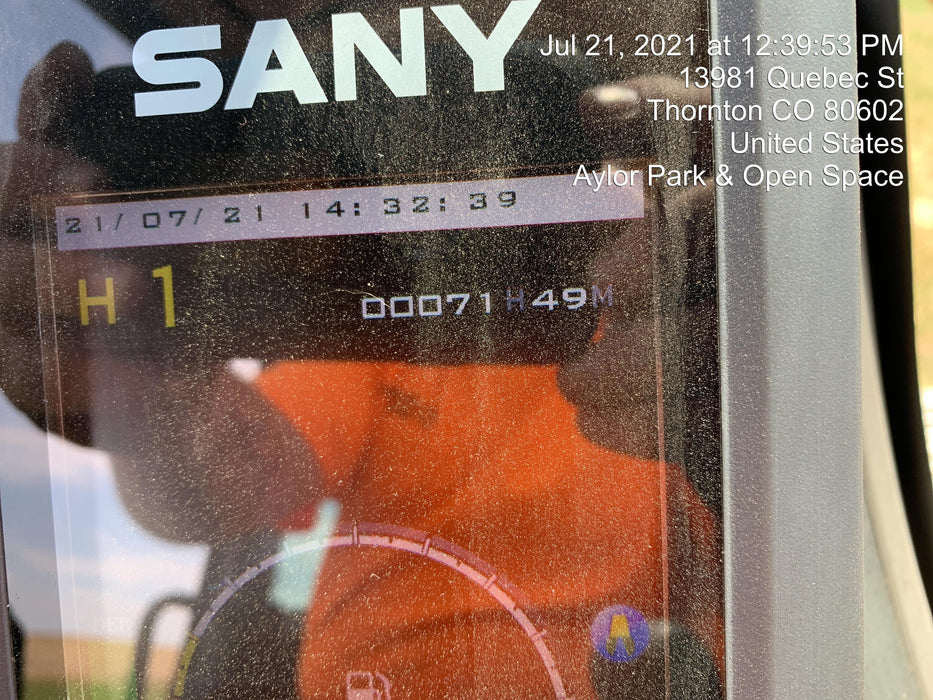 SANY
Jul 21, 2021 at 12:39:53 PM
13981 Quebec St
Thornton CO 80602
United States
Aylor Park & Open Space
21/07/21 14:32:39
H 1
00071H49M
A